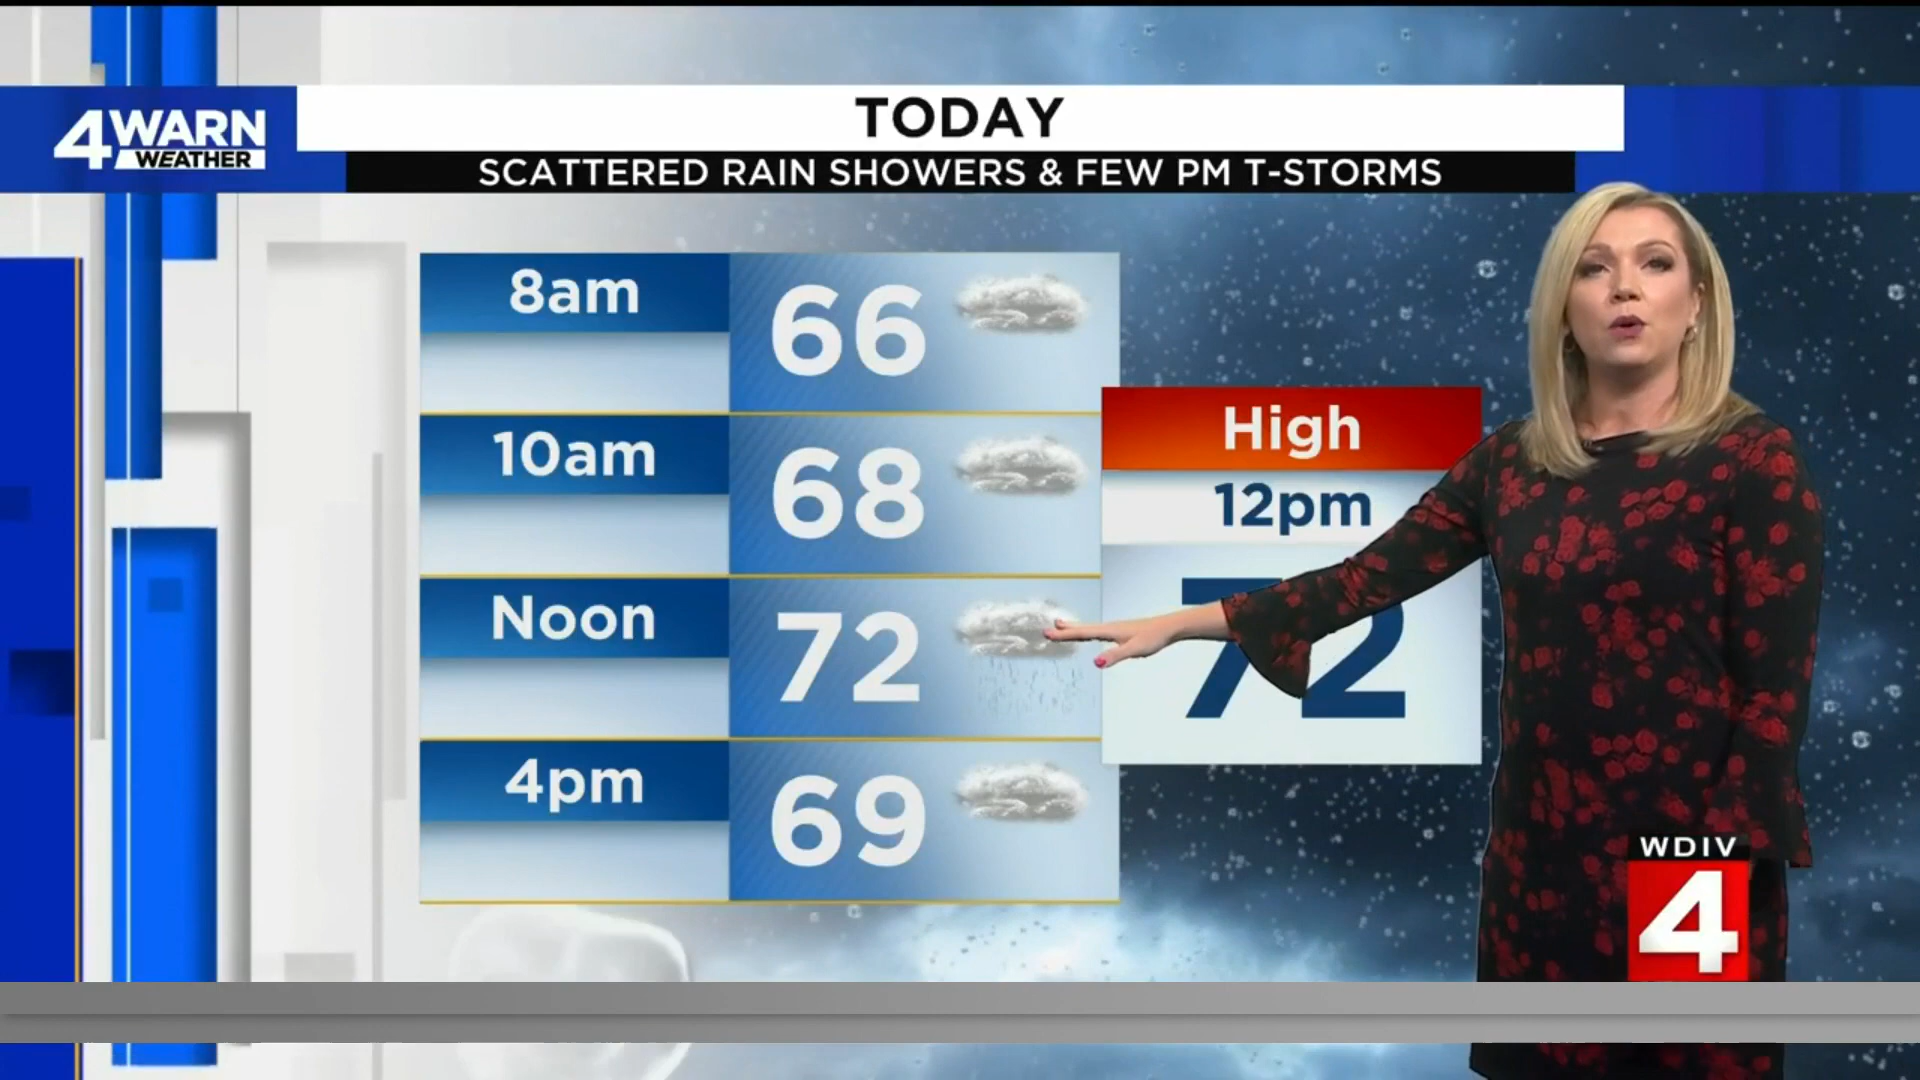 TODAY
4WARN
WEATHER
SCATTERED RAIN SHOWERS & FEW PM T-STORMS
8am
66
10am
68
Noon
72
4pm
69
High
12pm
72
WDIV
4